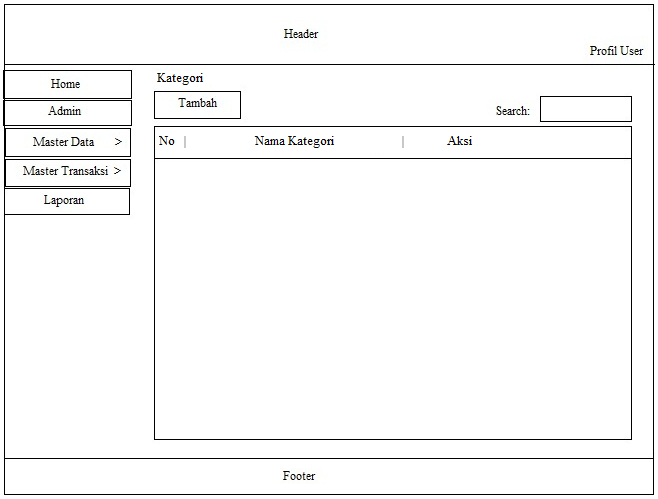 Header
Profil User
Home
Admin
Master Data >
Master Transaksi >
Laporan
Kategori
Tambah
Search:
No | Nama Kategori | Aksi
Footer